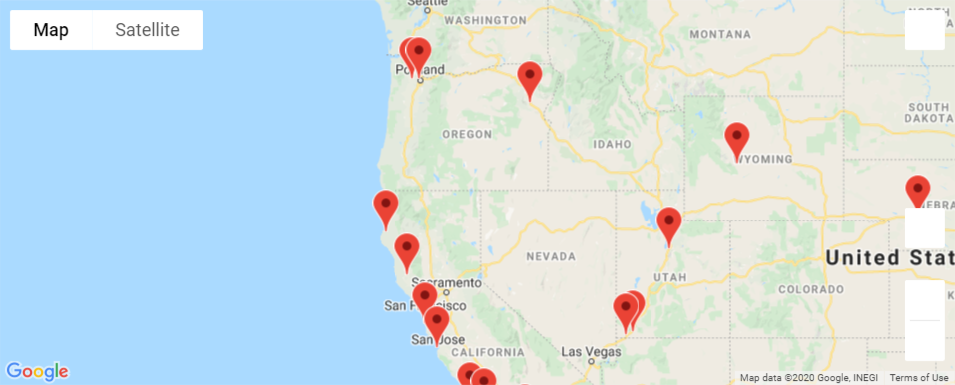 Map
Satellite
Seattle
WASHINGTON
MONTANA
NORTH
Portland
SOUTH
DAKOTA
OREGON
IDAHO
WYOMING
NEBRA
NEVADA
United Stat
UTAH
COLORADO
Sacramento
San Francisco
San Jose
CALIFORNIA
Las Vegas
Google
Map data ©2020 Google, INEGI
Terms of Use